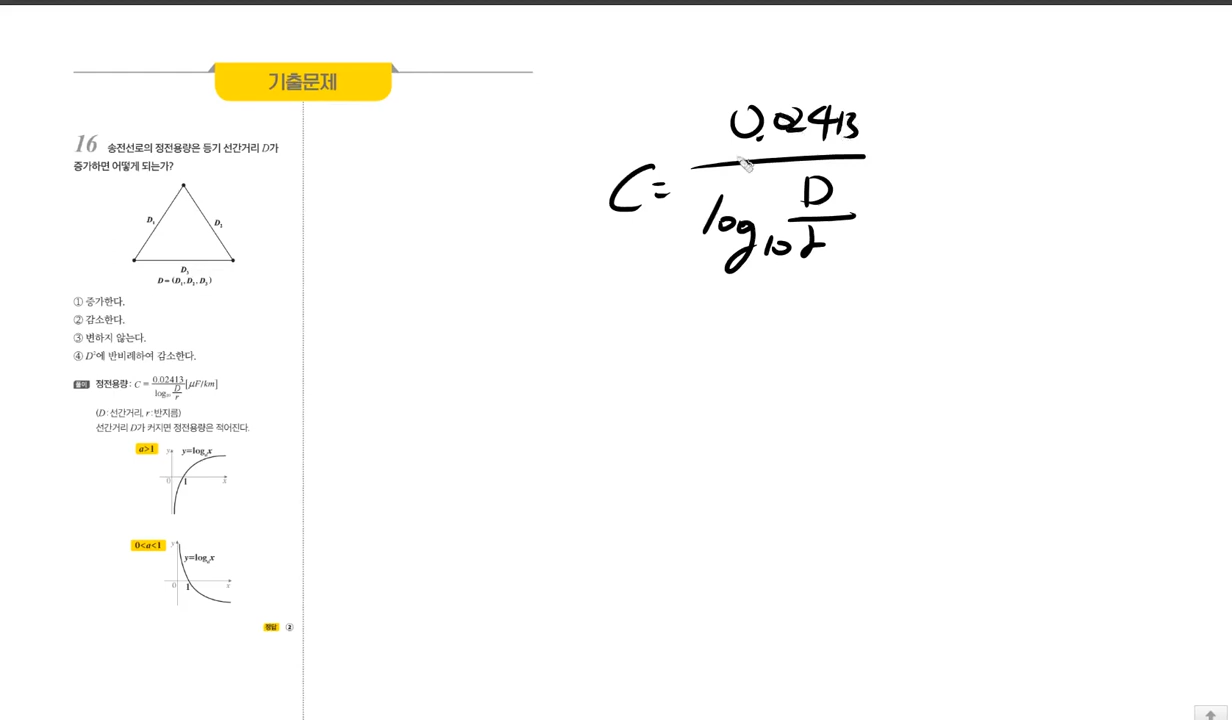 기출문제
16 송전선로의 정전용량은 등가 선간거리 D가
증가하면 어떻게 되는가?
D₁ D₂
D₃
D = (D₁, D₂, D₃)
① 증가한다.
② 감소한다.
③ 변하지 않는다.
④ D²에 반비례하여 감소한다.
풀이 정전용량 : C = 0.02413 / log₁₀ D/r [μF/km]
(D : 선간거리, r : 반지름)
선간거리 D가 커지면 정전용량은 적어진다.
a>1
y y=logₐx
0 1 x
0<a<1
y
y=logₐx
0 1 x
정답 ②
C = 0.02413 / log₁₀ D/r